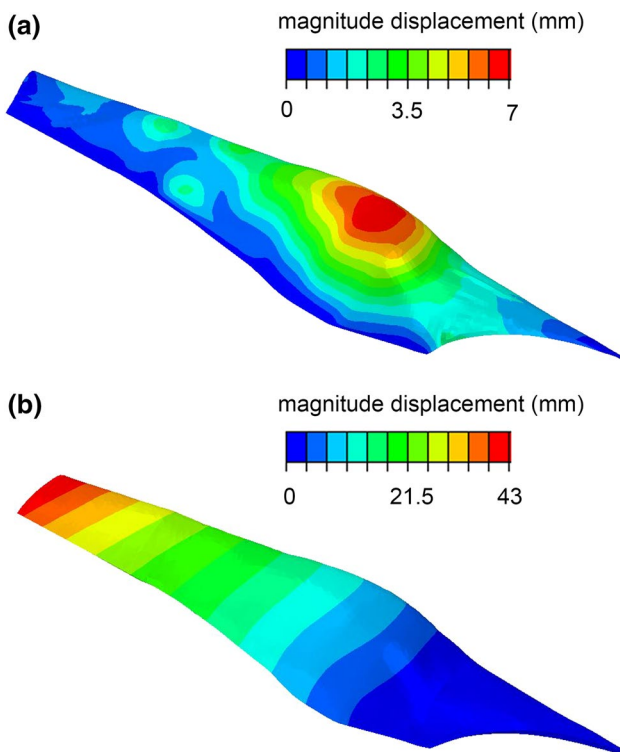 (a)
magnitude displacement (mm)
0 3.5 7
(b)
magnitude displacement (mm)
0 21.5 43